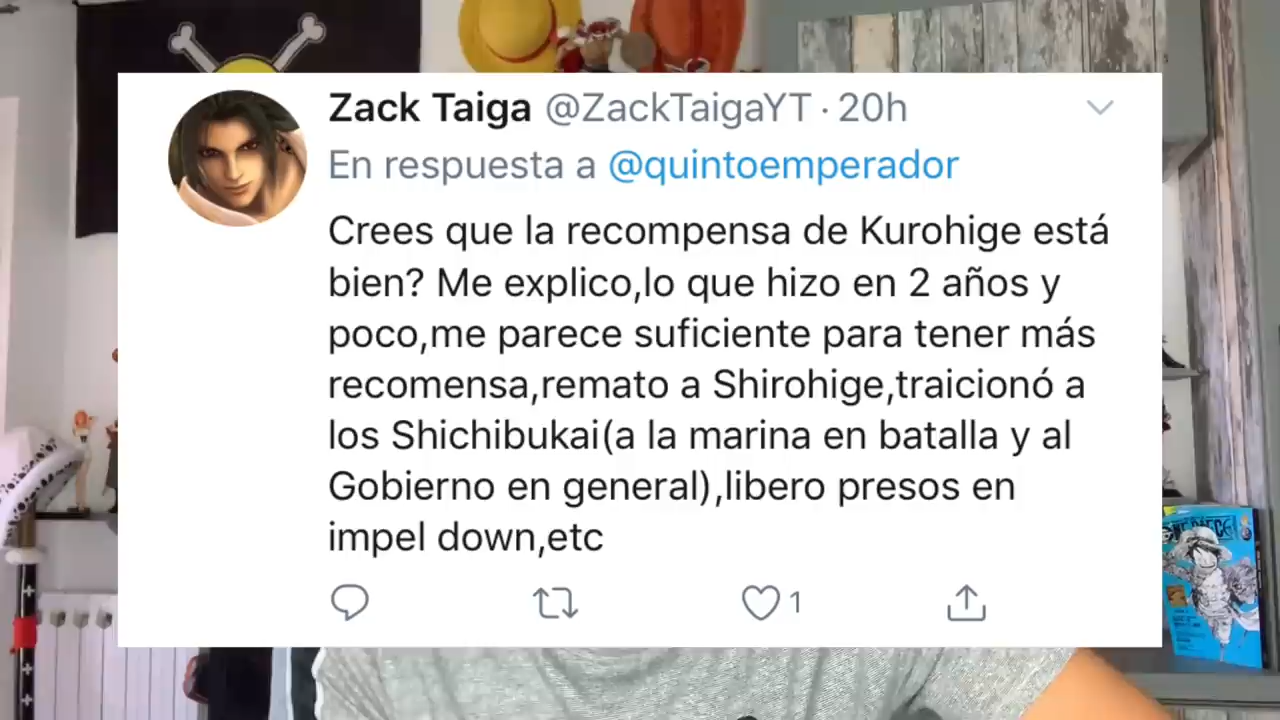 Zack Taiga @ZackTaigaYT · 20h
En respuesta a @quintoemperador
Crees que la recompensa de Kurohige está
bien? Me explico,lo que hizo en 2 años y
poco,me parece suficiente para tener más
recomensa,remato a Shirohige,traicionó a
los Shichibukai(a la marina en batalla y al
Gobierno en general),libero presos en
impel down,etc
1
ONE PIECE